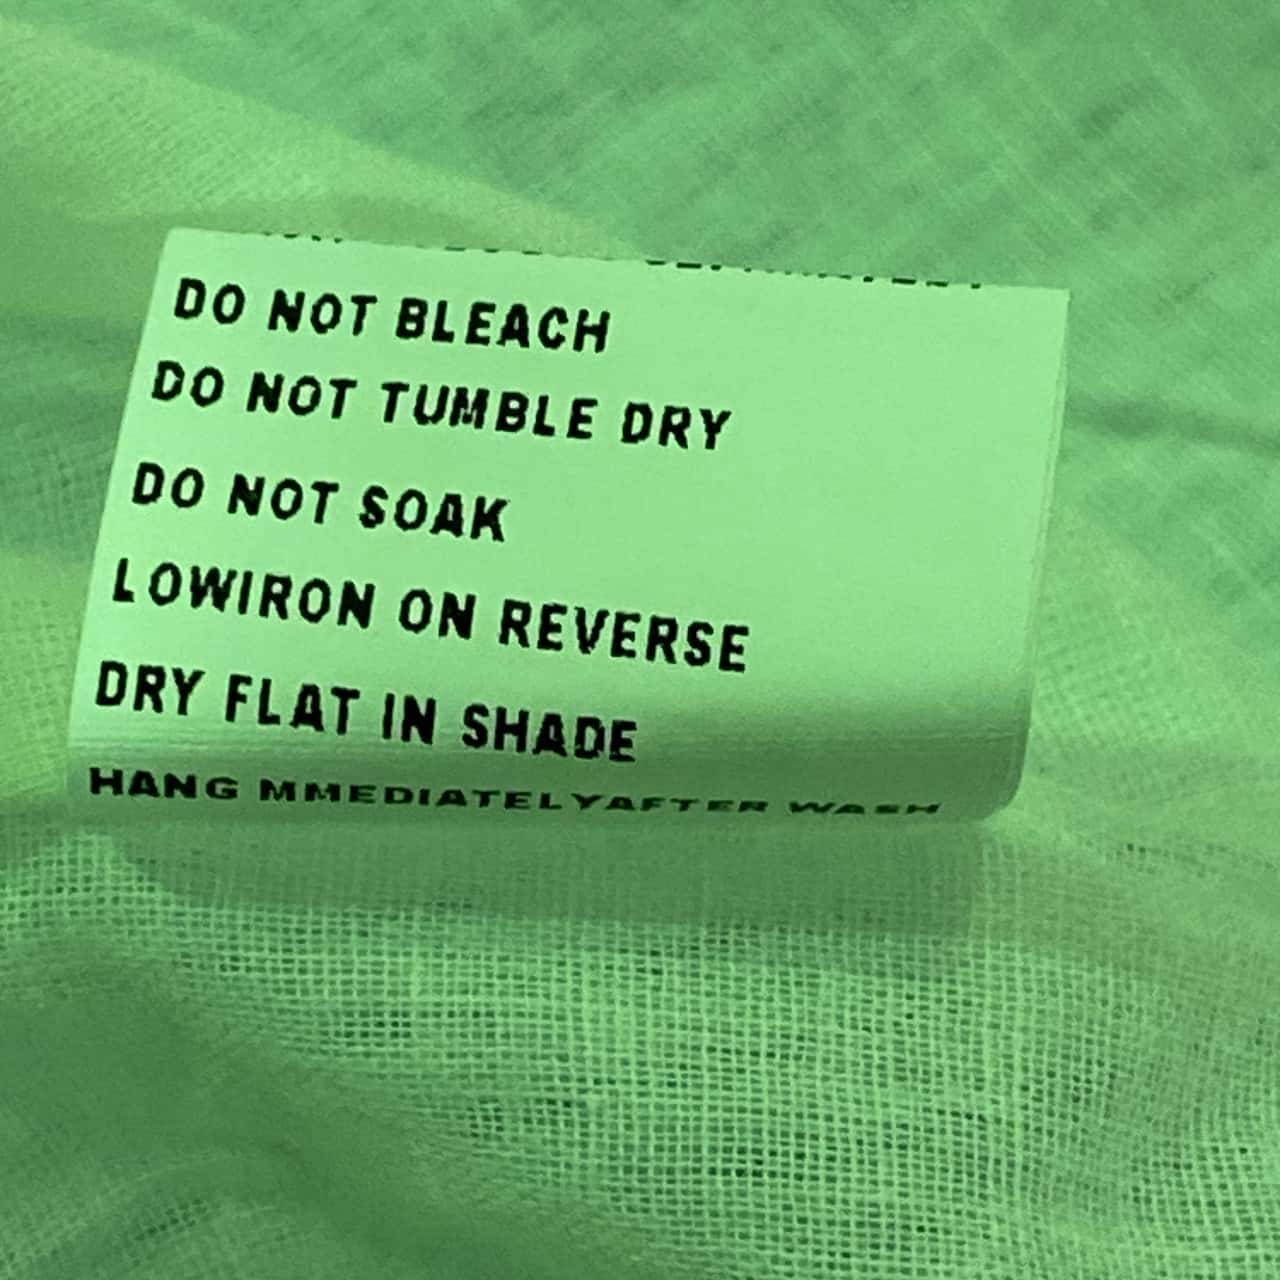 DO NOT BLEACH
DO NOT TUMBLE DRY
DO NOT SOAK
LOWIRON ON REVERSE
DRY FLAT IN SHADE
HANG MMEDIATELYAFTER WASH